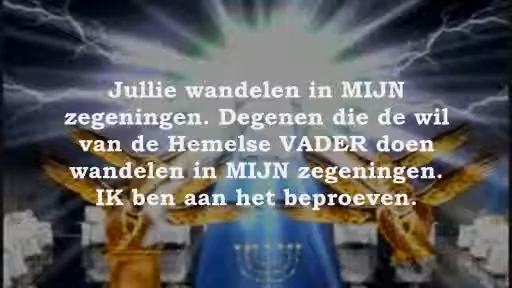 Jullie wandelen in MIJN
zegeningen. Degenen die de wil
van de Hemelse VADER doen
wandelen in MIJN zegeningen.
IK ben aan het beproeven.